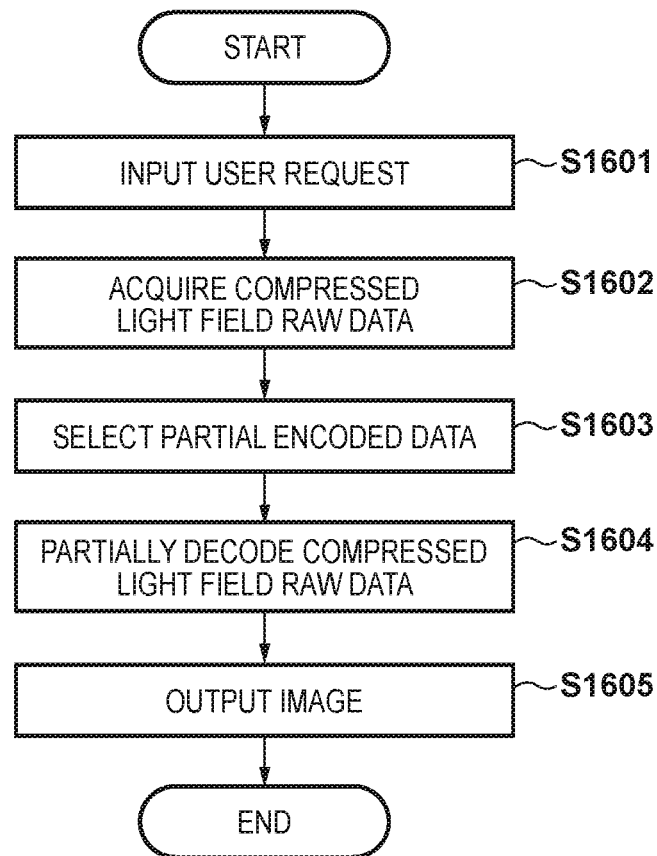 START
INPUT USER REQUEST
S1601
ACQUIRE COMPRESSED
LIGHT FIELD RAW DATA
S1602
SELECT PARTIAL ENCODED DATA
S1603
PARTIALLY DECODE COMPRESSED
LIGHT FIELD RAW DATA
S1604
OUTPUT IMAGE
S1605
END